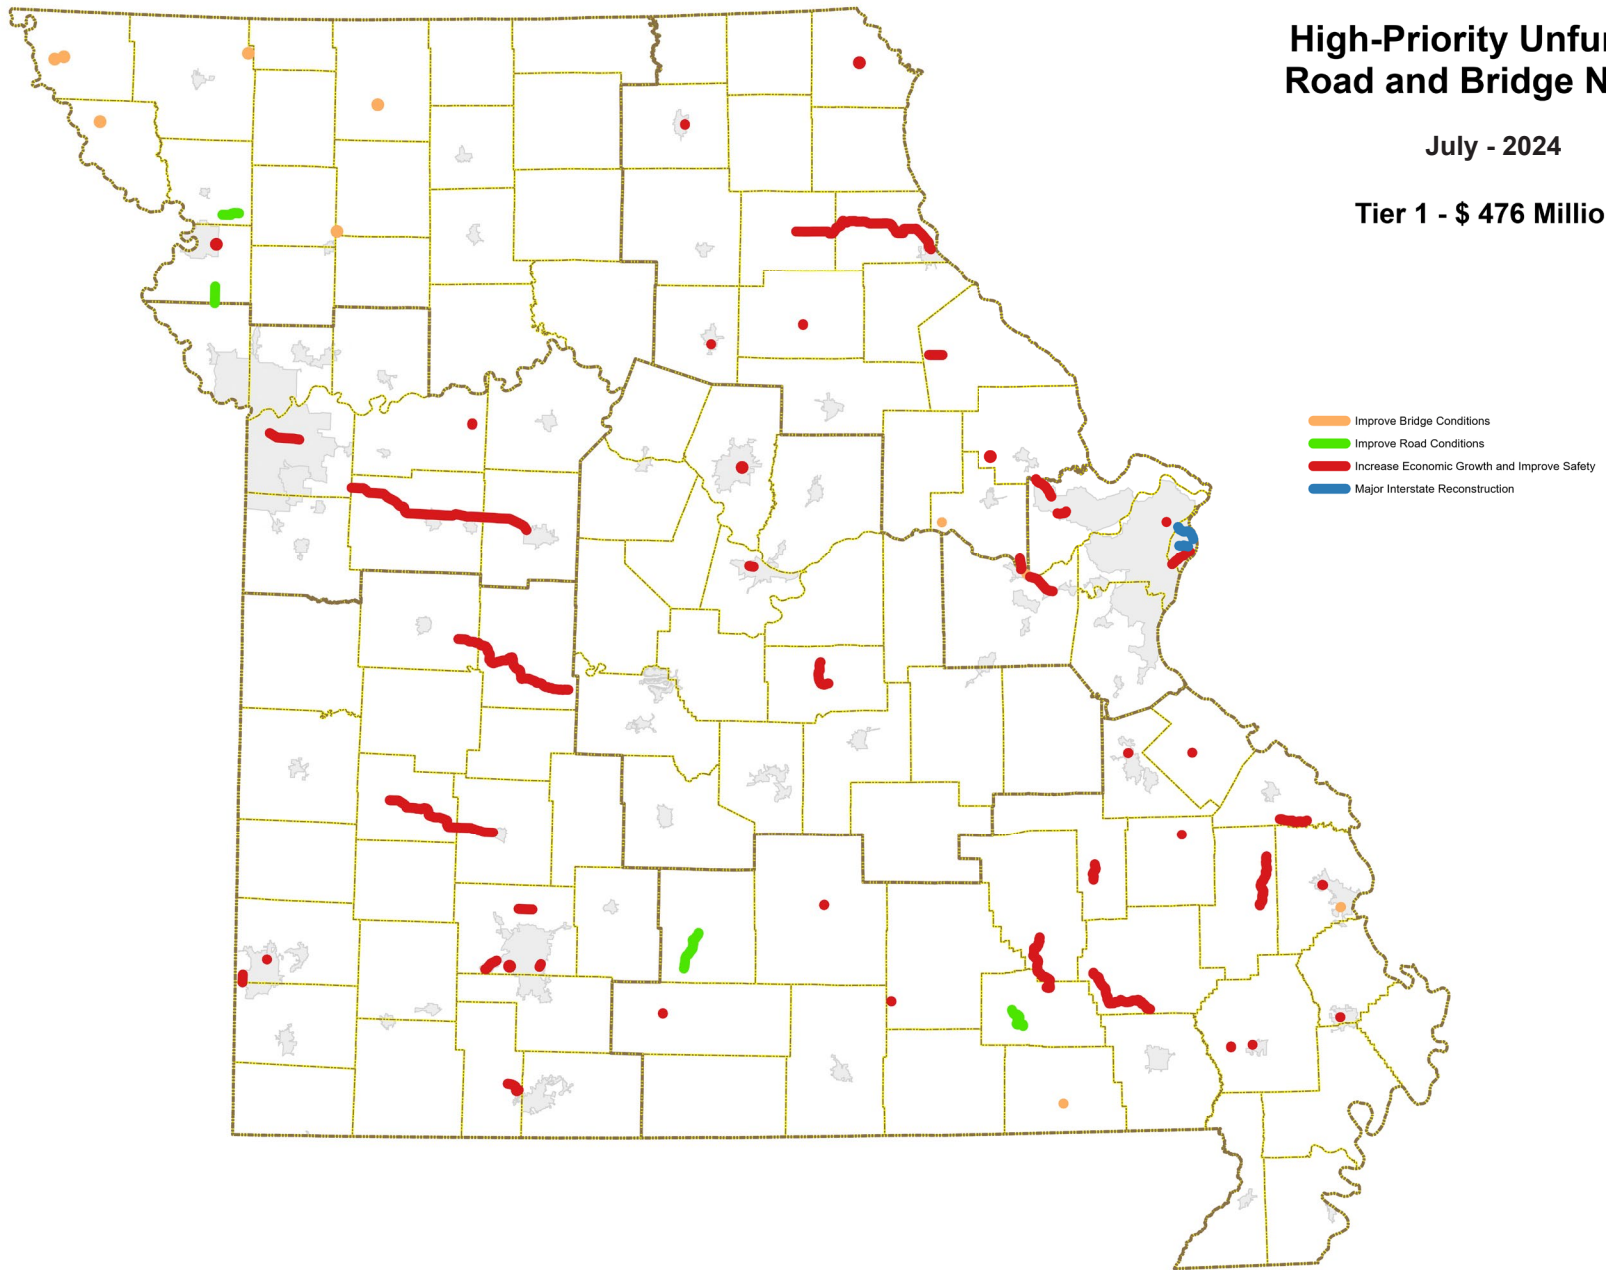 High-Priority Unfu
Road and Bridge N
July - 2024
Tier 1 - $ 476 Millio
Improve Bridge Conditions
Improve Road Conditions
Increase Economic Growth and Improve Safety
Major Interstate Reconstruction